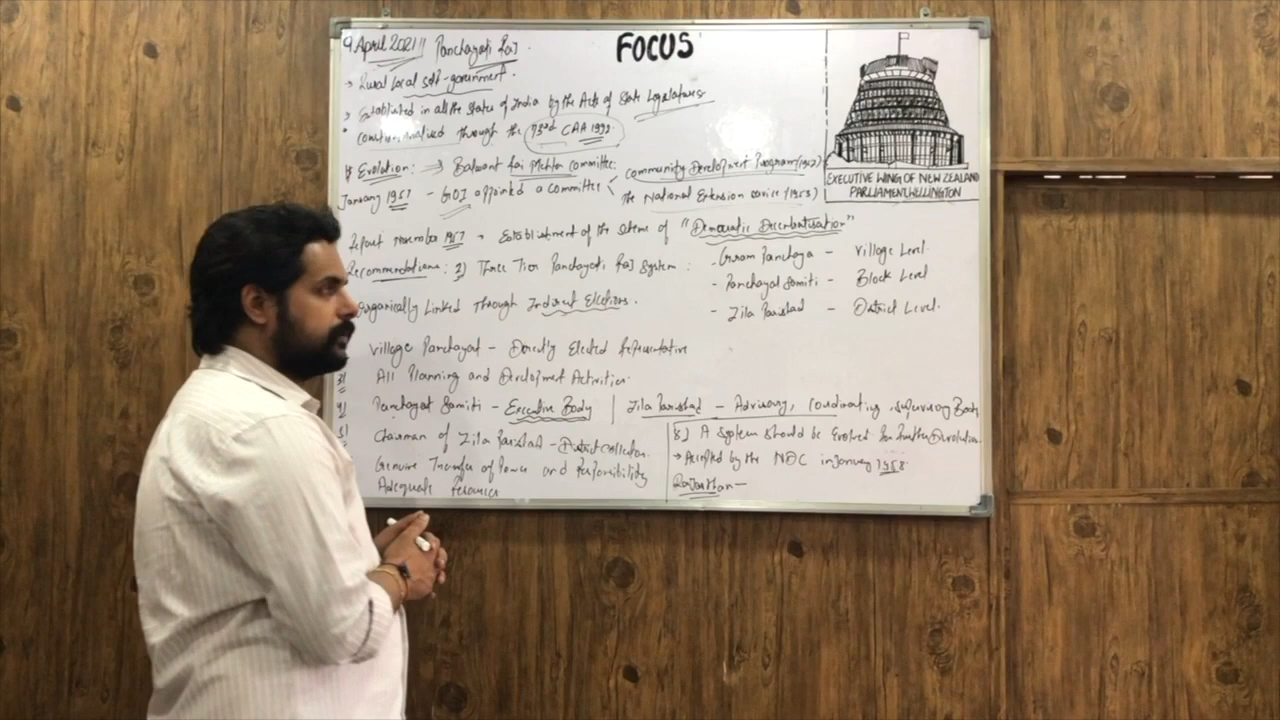 FOCUS
9 April 2021 || Panchayati Raj.
→ Rural Local self-government.
→ Established in all the States of India by the Acts of State Legislatures
* through the 73rd CAA 1992.
Evolution: → Balwant Rai Mehta committee:
January 1957 - GOI appointed a committee < Community Development Program (1952)
The National Extension service (1953)
Report November 1957 → Establishment of the scheme of "Democratic Decentralisation"
Recommendations: 1) Three Tier Panchayati Raj System:
- Gram Panchaya - Village Level.
- Panchayat Samiti - Block Level
- Zila Parishad - District Level.
Organically Linked Through Indirect Elections.
Village Panchayat - Directly Elected Representative
3) All Planning and Development Activities.
4) Panchayat Samiti - Executive Body | Zila Parishad - Advisory, Coordinating, supervisory Body
5) Chairman of Zila Parishad - District Collector.
Genuine Transfer of Power and Responsibility
Adequate
8) A system should be Evolved for further Devolution
→ Accepted by the NDC in January 1958.
Rajasthan -
EXECUTIVE WING OF NEW ZEALAND
PARLIAMENT, WELLINGTON